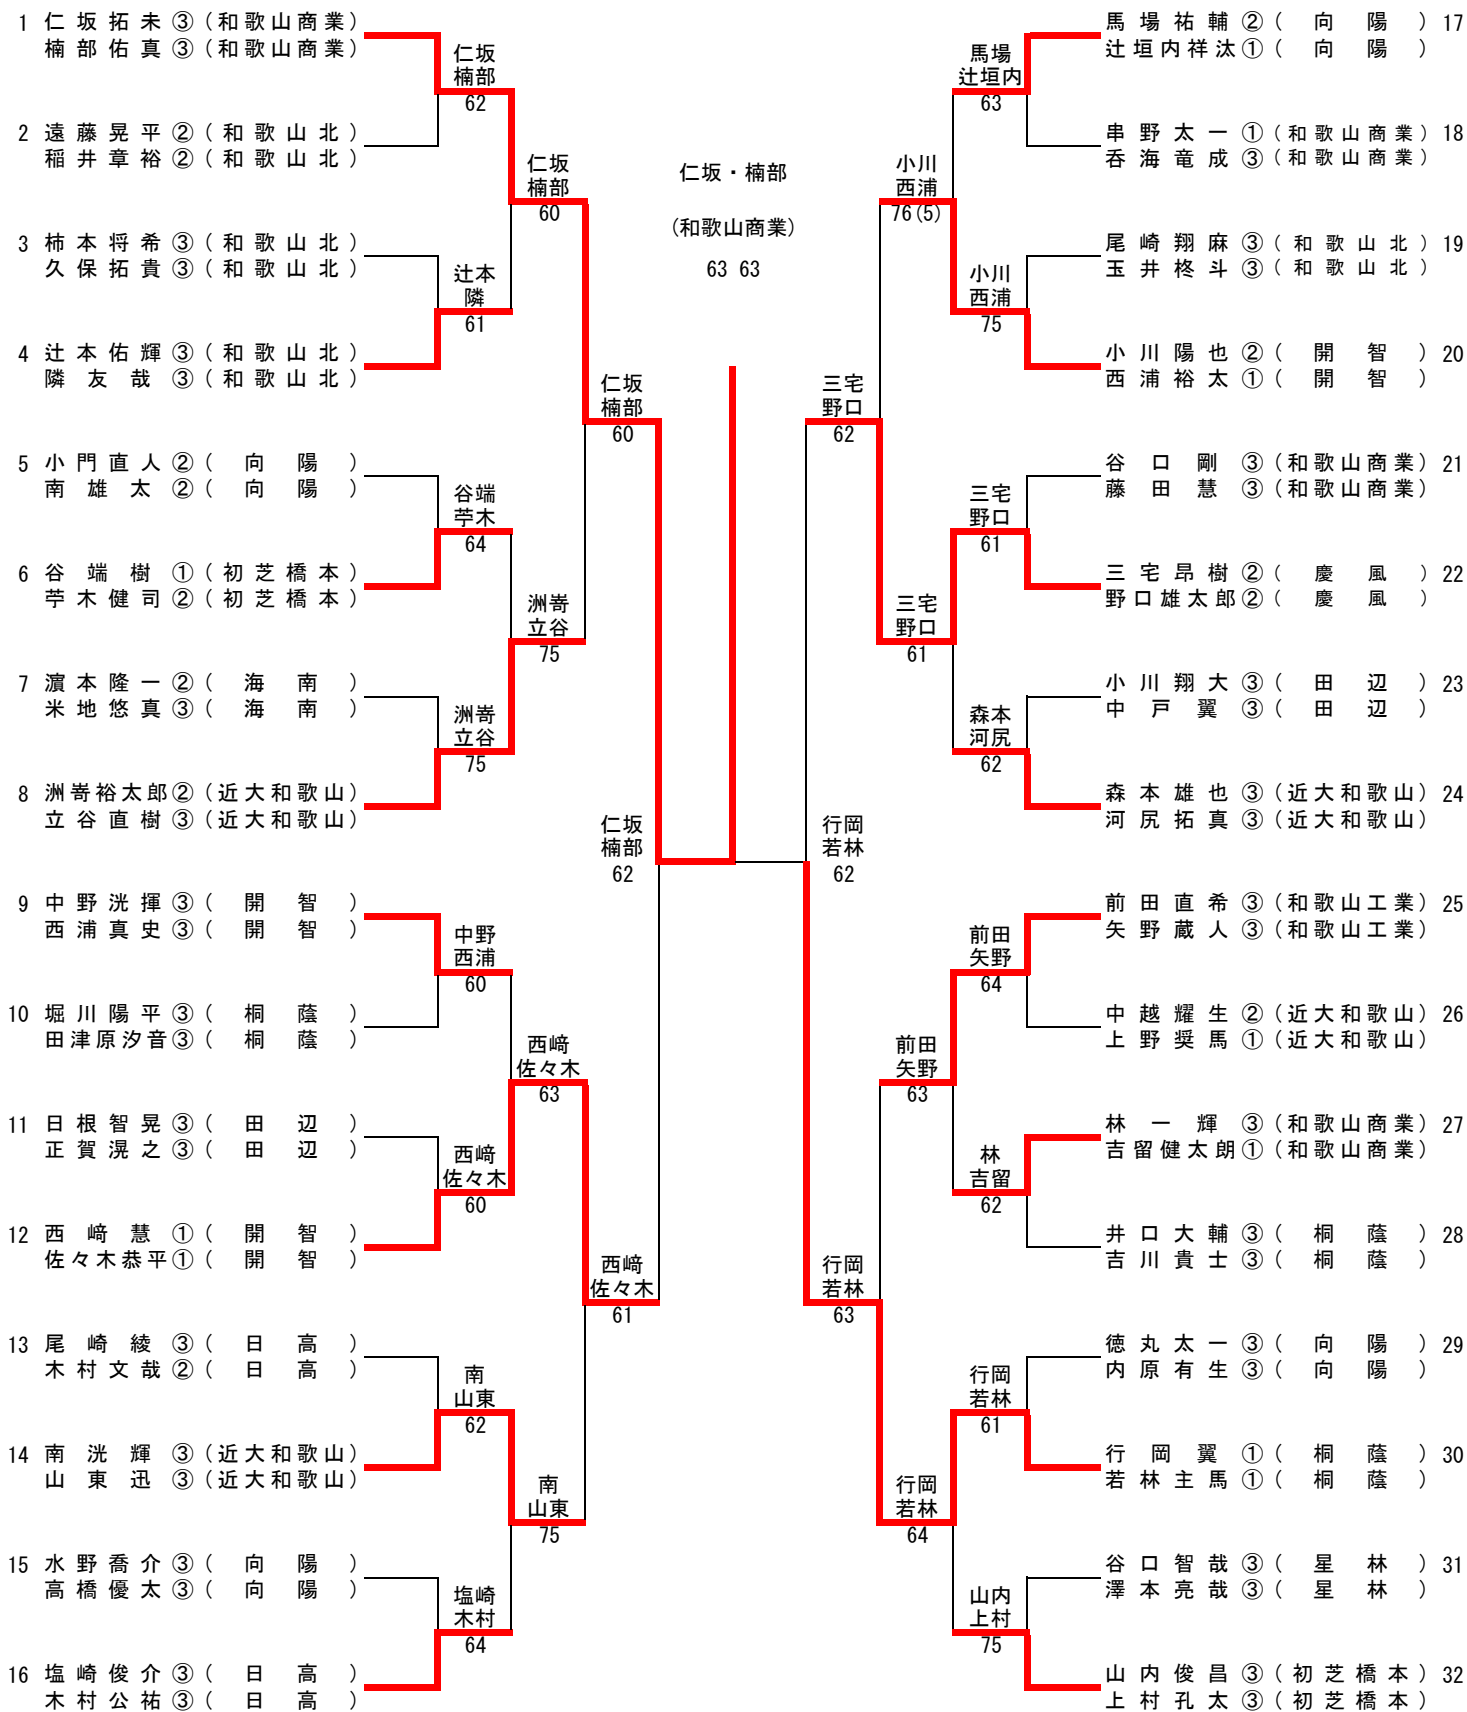 1 仁坂拓未③(和歌山商業)
楠部佑真③(和歌山商業)
2 遠藤晃平②(和歌山北)
稲井章裕②(和歌山北)
3 柿本将希③(和歌山北)
久保拓貴③(和歌山北)
4 辻本佑輝③(和歌山北)
隣友哉③(和歌山北)
5 小門直人②(向陽)
南雄太②(向陽)
6 谷端樹①(初芝橋本)
苧木健司②(初芝橋本)
7 濵本隆一②(海南)
米地悠真③(海南)
8 洲嵜裕太郎②(近大和歌山)
立谷直樹③(近大和歌山)
9 中野洸揮③(開智)
西浦真史③(開智)
10 堀川陽平③(桐蔭)
田津原汐音③(桐蔭)
11 日根智晃③(田辺)
正賀滉之③(田辺)
12 西﨑慧①(開智)
佐々木恭平①(開智)
13 尾崎綾③(日高)
木村文哉②(日高)
14 南洸輝③(近大和歌山)
山東迅③(近大和歌山)
15 水野喬介③(向陽)
高橋優太③(向陽)
16 塩崎俊介③(日高)
木村公祐③(日高)
仁坂
楠部
62
辻本
隣
61
谷端
苧木
64
洲嵜
立谷
75
中野
西浦
60
西﨑
佐々木
60
南
山東
62
塩崎
木村
64
仁坂
楠部
60
洲嵜
立谷
75
西﨑
佐々木
63
南
山東
75
仁坂
楠部
60
西﨑
佐々木
61
仁坂
楠部
62
仁坂・楠部
(和歌山商業)
63 63
行岡
若林
62
三宅
野口
62
行岡
若林
63
小川
西浦
76(5)
三宅
野口
61
前田
矢野
63
行岡
若林
64
馬場
辻垣内
63
小川
西浦
75
三宅
野口
61
森本
河尻
62
前田
矢野
64
林
吉留
62
行岡
若林
61
山内
上村
75
馬場祐輔②(向陽) 17
辻垣内祥汰①(向陽)
串野太一①(和歌山商業) 18
呑海竜成③(和歌山商業)
尾崎翔麻③(和歌山北) 19
玉井柊斗③(和歌山北)
小川陽也②(開智) 20
西浦裕太①(開智)
谷口剛③(和歌山商業) 21
藤田慧③(和歌山商業)
三宅昂樹②(慶風) 22
野口雄太郎②(慶風)
小川翔大③(田辺) 23
中戸翼③(田辺)
森本雄也③(近大和歌山) 24
河尻拓真③(近大和歌山)
前田直希③(和歌山工業) 25
矢野蔵人③(和歌山工業)
中越耀生②(近大和歌山) 26
上野奨馬①(近大和歌山)
林一輝③(和歌山商業) 27
吉留健太朗①(和歌山商業)
井口大輔③(桐蔭) 28
吉川貴士③(桐蔭)
徳丸太一③(向陽) 29
内原有生③(向陽)
行岡翼①(桐蔭) 30
若林主馬①(桐蔭)
谷口智哉③(星林) 31
澤本亮哉③(星林)
山内俊昌③(初芝橋本) 32
上村孔太③(初芝橋本)